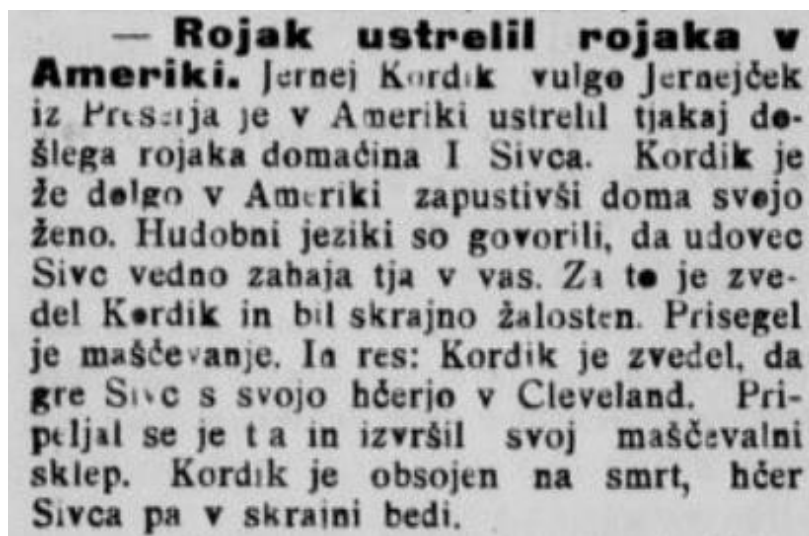 — Rojak ustrelil rojaka v
Ameriki. Jernej Kordik vulgo Jernejček
iz Preserja je v Ameriki ustrelil tjakaj do-
šlega rojaka domačina I Sivca. Kordik je
že dolgo v Ameriki zapustivši doma svojo
ženo. Hudobni jeziki so govorili, da udovec
Sivc vedno zahaja tja v vas. Za to je zve-
del Kordik in bil skrajno žalosten. Prisegel
je maščevanje. In res: Kordik je zvedel, da
gre Sivc s svojo hčerjo v Cleveland. Pri-
peljal se je ta in izvršil svoj maščevalni
sklep. Kordik je obsojen na smrt, hčer
Sivca pa v skrajni bedi.